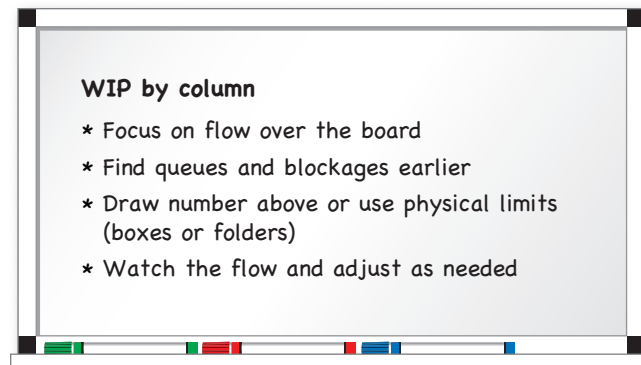 WIP by column
* Focus on flow over the board
* Find queues and blockages earlier
* Draw number above or use physical limits
(boxes or folders)
* Watch the flow and adjust as needed